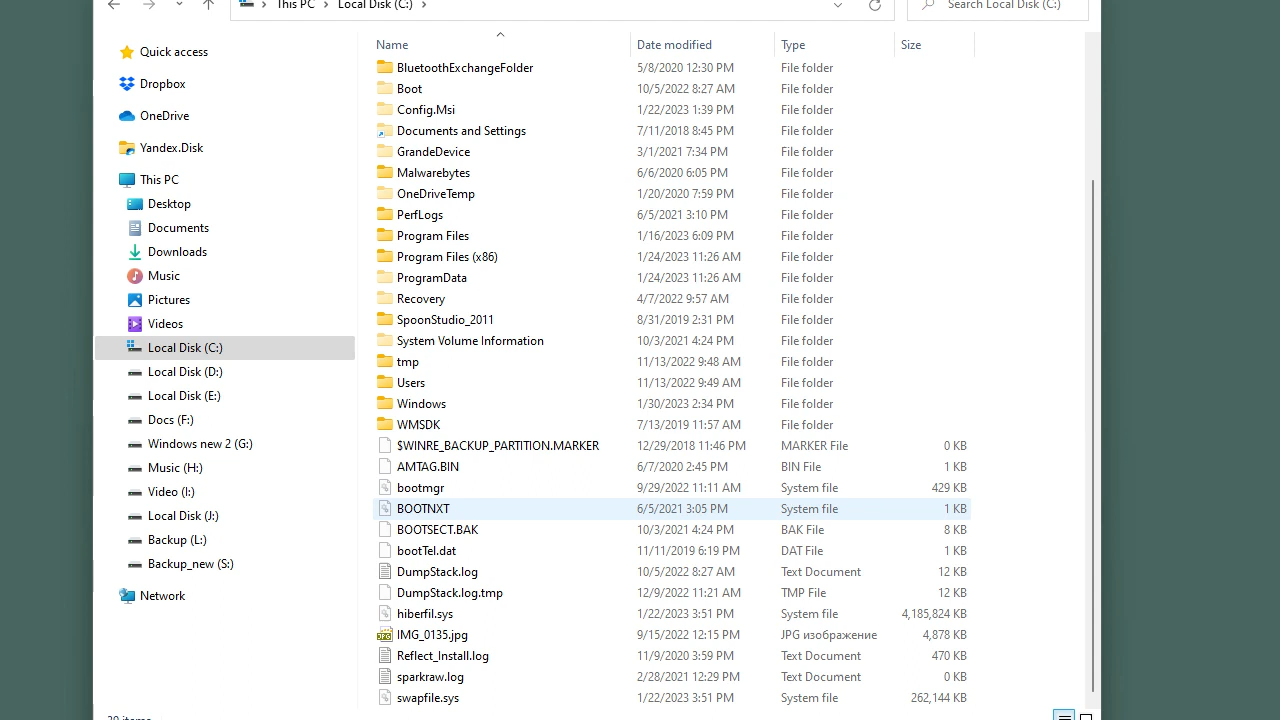 This PC
Local Disk (C:)
Search Local Disk (C:)
Quick access
Dropbox
OneDrive
Yandex.Disk
This PC
Desktop
Documents
Downloads
Music
Pictures
Videos
Local Disk (C:)
Local Disk (D:)
Local Disk (E:)
Docs (F:)
Windows new 2 (G:)
Music (H:)
Video (I:)
Local Disk (J:)
Backup (L:)
Backup_new (S:)
Network
Name Date modified Type Size
BluetoothExchangeFolder 5/8/2020 12:30 PM File folder
Boot 10/5/2022 8:27 AM File folder
Config.Msi 1/22/2023 1:39 PM File folder
Documents and Settings 7/11/2018 8:45 PM File folder
GrandeDevice 3/1/2021 7:34 PM File folder
Malwarebytes 6/6/2020 6:05 PM File folder
OneDriveTemp 1/20/2020 7:59 PM File folder
PerfLogs 6/5/2021 3:10 PM File folder
Program Files 1/16/2023 6:09 PM File folder
Program Files (x86) 1/24/2023 11:26 AM File folder
ProgramData 1/24/2023 11:26 AM File folder
Recovery 4/7/2022 9:57 AM File folder
SpoonStudio_2011 8/31/2019 2:31 PM File folder
System Volume Information 10/3/2021 4:24 PM File folder
tmp 11/13/2022 9:48 AM File folder
Users 11/13/2022 9:49 AM File folder
Windows 1/30/2023 2:34 PM File folder
WMSDK 7/13/2019 11:57 AM File folder
$WINRE_BACKUP_PARTITION.MARKER 12/29/2018 11:46 PM MARKER File 0 KB
AMTAG.BIN 6/7/2020 2:45 PM BIN File 1 KB
bootmgr 9/29/2022 11:11 AM System file 429 KB
BOOTNXT 6/5/2021 3:05 PM System file 1 KB
BOOTSECT.BAK 10/3/2021 4:24 PM BAK File 8 KB
bootTel.dat 11/11/2019 6:19 PM DAT File 1 KB
DumpStack.log 10/5/2022 8:27 AM Text Document 12 KB
DumpStack.log.tmp 12/9/2022 11:21 AM TMP File 12 KB
hiberfil.sys 1/22/2023 3:51 PM System file 4,185,824 KB
IMG_0135.jpg 9/15/2022 12:15 PM JPG изображение 4,878 KB
Reflect_Install.log 11/9/2020 3:59 PM Text Document 470 KB
sparkraw.log 2/28/2021 12:29 PM Text Document 0 KB
swapfile.sys 1/22/2023 3:51 PM System file 262,144 KB